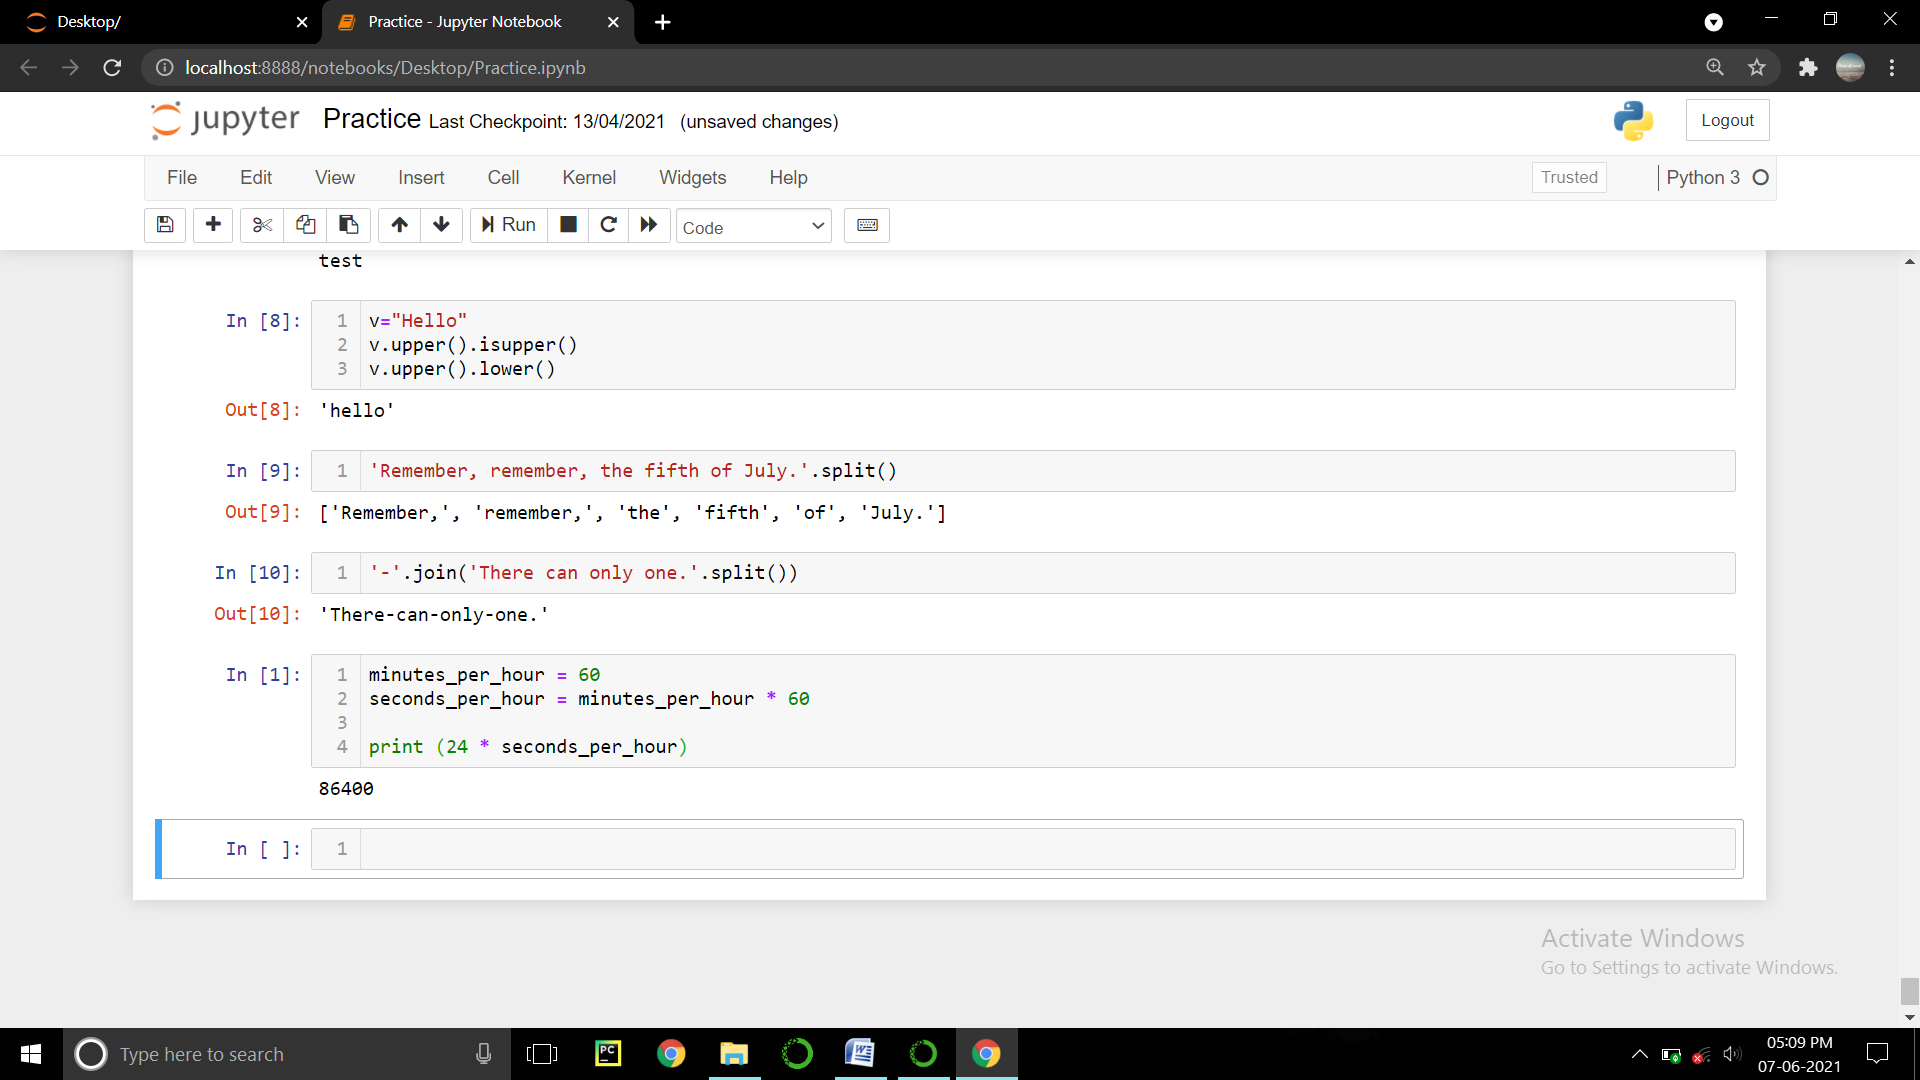 Desktop/
Practice - Jupyter Notebook
localhost:8888/notebooks/Desktop/Practice.ipynb
jupyter Practice Last Checkpoint: 13/04/2021 (unsaved changes)
Logout
File Edit View Insert Cell Kernel Widgets Help
Trusted
Python 3
Run
Code
test
In [8]:
1 v="Hello"
2 v.upper().isupper()
3 v.upper().lower()
Out[8]: 'hello'
In [9]:
1 'Remember, remember, the fifth of July.'.split()
Out[9]: ['Remember,', 'remember,', 'the', 'fifth', 'of', 'July.']
In [10]:
1 '-'.join('There can only one.'.split())
Out[10]: 'There-can-only-one.'
In [1]:
1 minutes_per_hour = 60
2 seconds_per_hour = minutes_per_hour * 60
3
4 print (24 * seconds_per_hour)
86400
In [ ]:
1
Activate Windows
Go to Settings to activate Windows.
Type here to search
PC
W
05:09 PM
07-06-2021